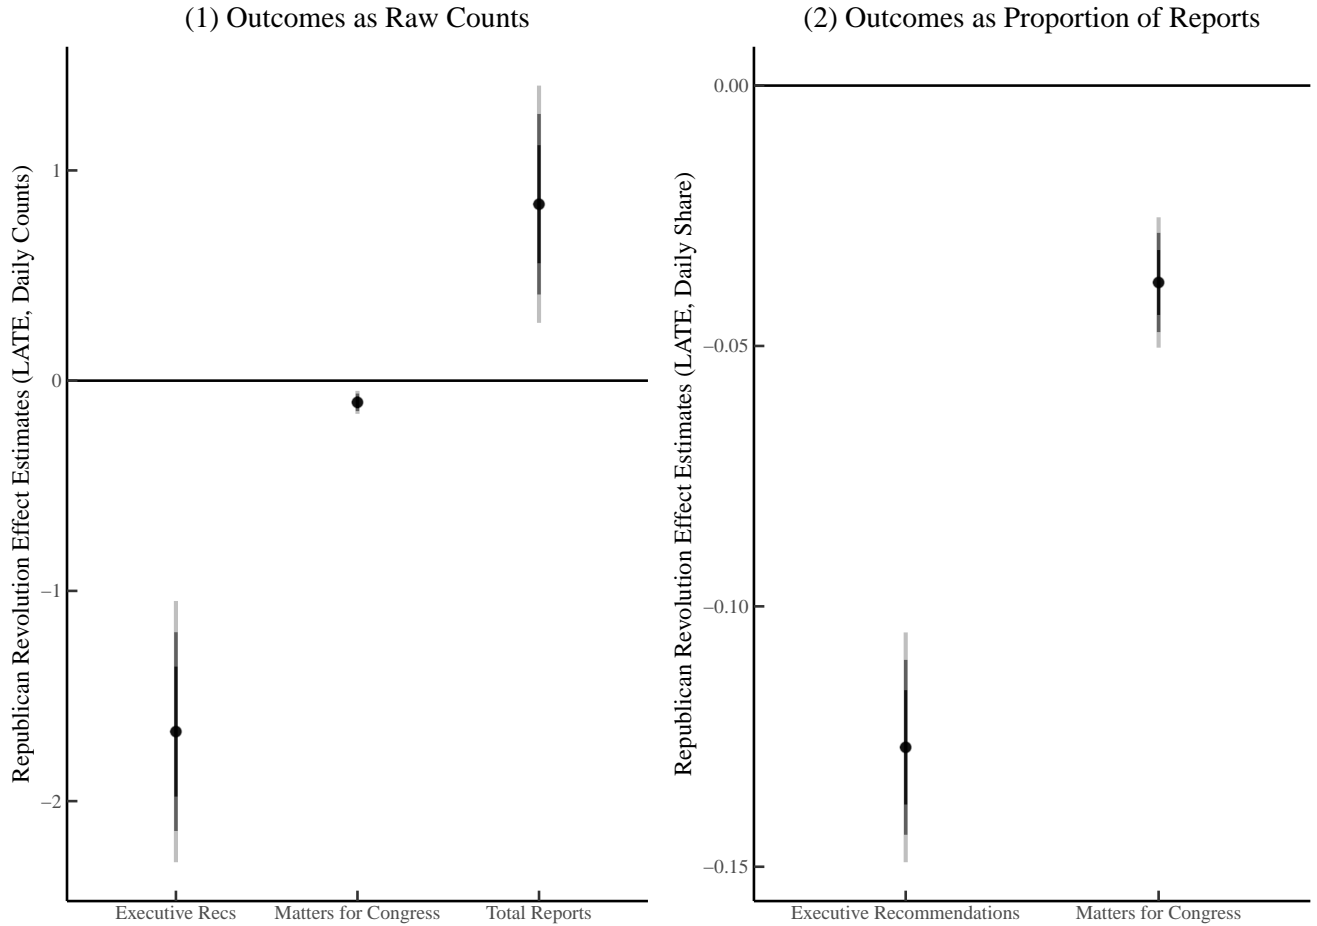 (1) Outcomes as Raw Counts
Republican Revolution Effect Estimates (LATE, Daily Counts)
1
0
−1
−2
Executive Recs Matters for Congress Total Reports
(2) Outcomes as Proportion of Reports
Republican Revolution Effect Estimates (LATE, Daily Share)
0.00
−0.05
−0.10
−0.15
Executive Recommendations Matters for Congress